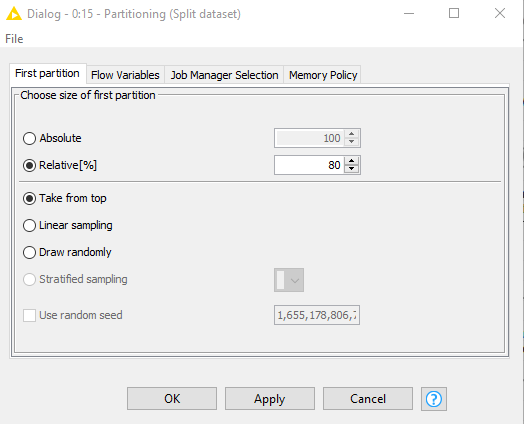 Dialog - 0:15 - Partitioning (Split dataset)
File
First partition Flow Variables Job Manager Selection Memory Policy
Choose size of first partition
Absolute 100
Relative[%] 80
Take from top
Linear sampling
Draw randomly
Stratified sampling
Use random seed 1,655,178,806,
OK Apply Cancel ?